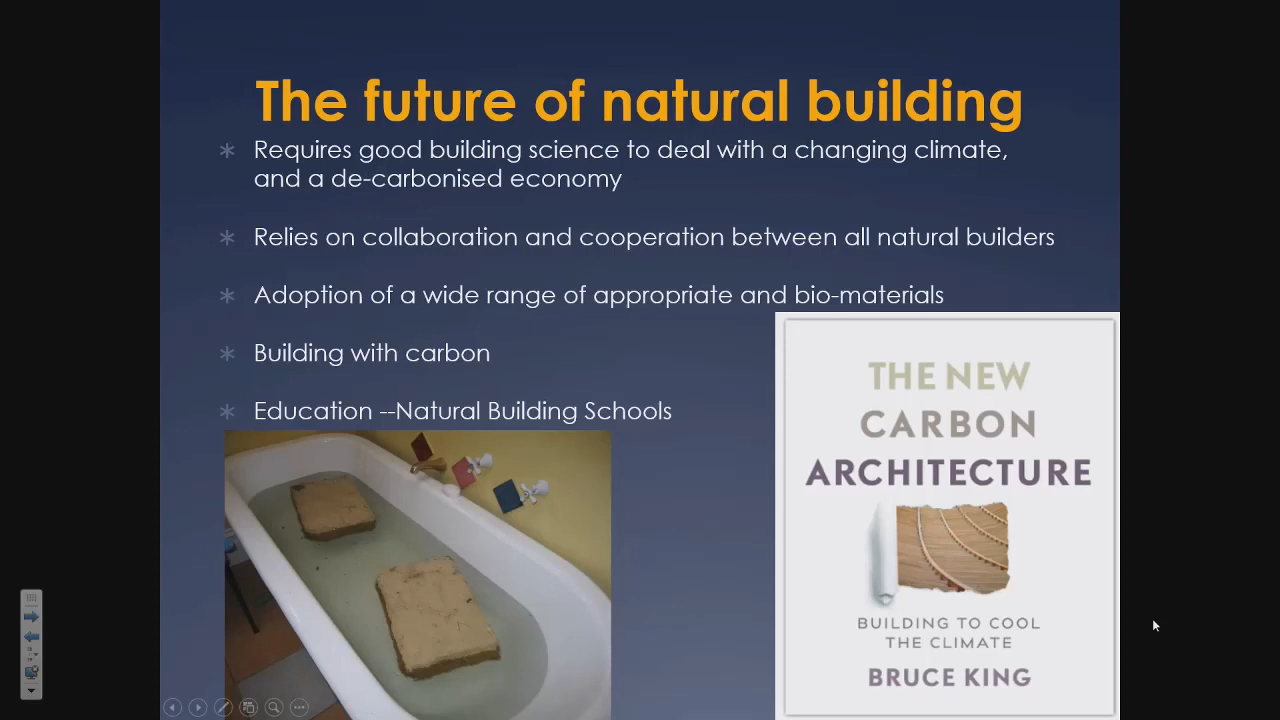 The future of natural building
Requires good building science to deal with a changing climate,
and a de-carbonised economy
Relies on collaboration and cooperation between all natural builders
Adoption of a wide range of appropriate and bio-materials
Building with carbon
Education --Natural Building Schools
THE NEW
CARBON
ARCHITECTURE
BUILDING TO COOL
THE CLIMATE
BRUCE KING